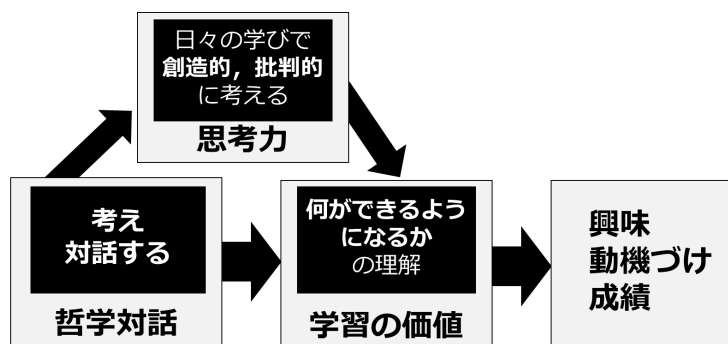 日々の学びで
創造的，批判的
に考える
思考力
考え
対話する
哲学対話
何ができるよう
になるか
の理解
学習の価値
興味
動機づけ
成績